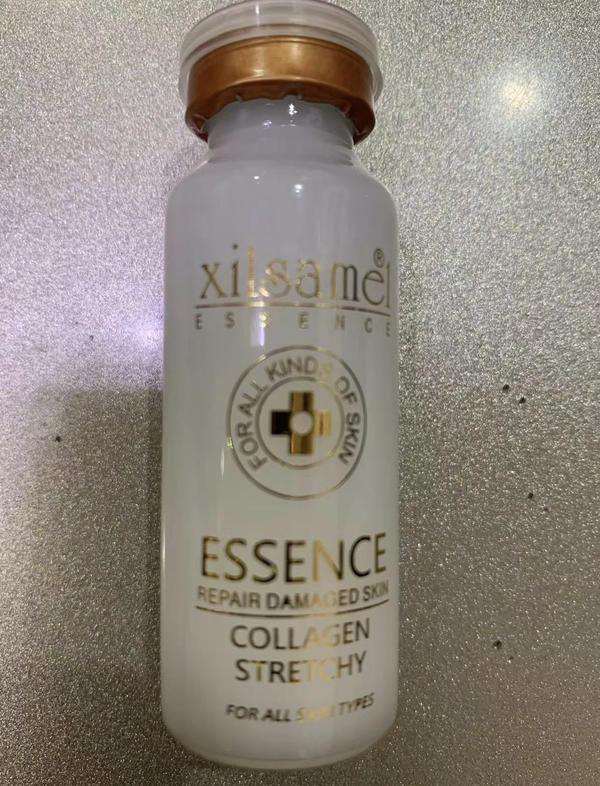 xilsamel®
ESSENCE
FOR ALL KINDS OF SKIN
ESSENCE
REPAIR DAMAGED SKIN
COLLAGEN
STRETCHY
FOR ALL SKIN TYPES